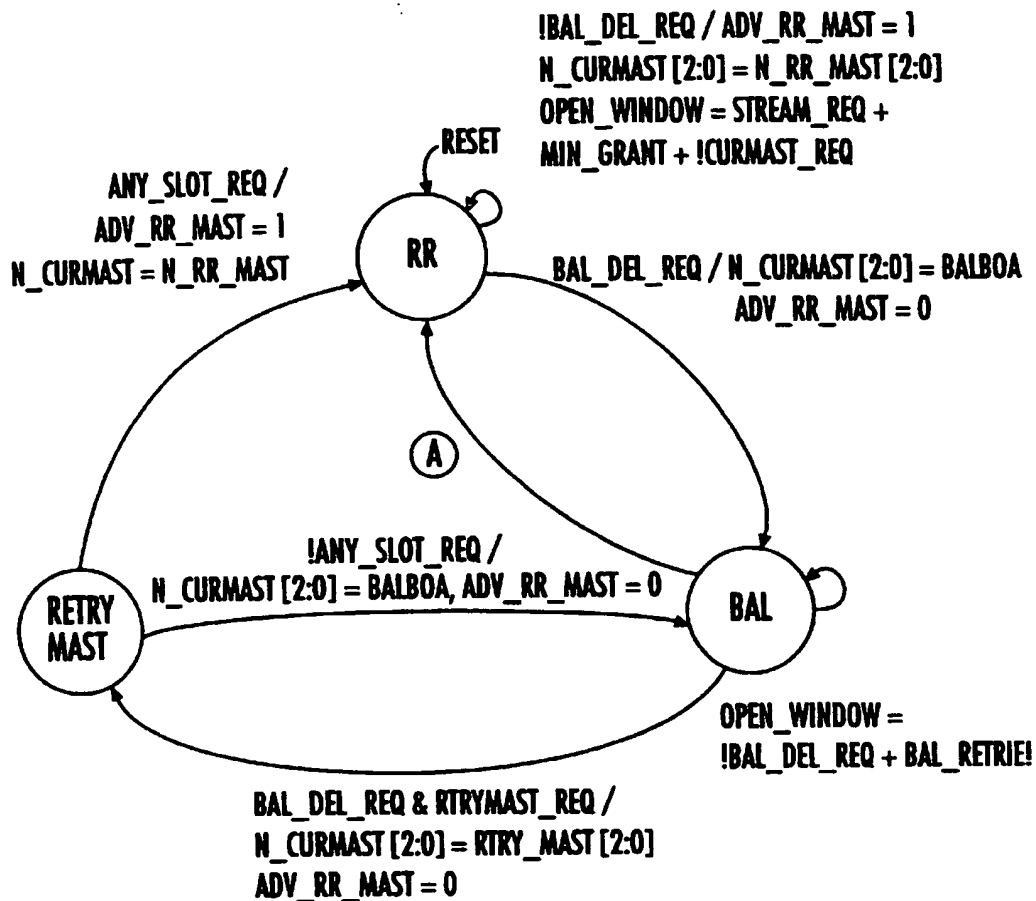 !BAL_DEL_REQ / ADV_RR_MAST = 1
N_CURMAST [2:0] = N_RR_MAST [2:0]
OPEN_WINDOW = STREAM_REQ +
MIN_GRANT + !CURMAST_REQ
RESET
ANY_SLOT_REQ /
ADV_RR_MAST = 1
N_CURMAST = N_RR_MAST
RR
BAL_DEL_REQ / N_CURMAST [2:0] = BALBOA
ADV_RR_MAST = 0
A
!ANY_SLOT_REQ /
N_CURMAST [2:0] = BALBOA, ADV_RR_MAST = 0
RETRY
MAST
BAL
OPEN_WINDOW =
!BAL_DEL_REQ + BAL_RETRIE!
BAL_DEL_REQ & RTRYMAST_REQ /
N_CURMAST [2:0] = RTRY_MAST [2:0]
ADV_RR_MAST = 0